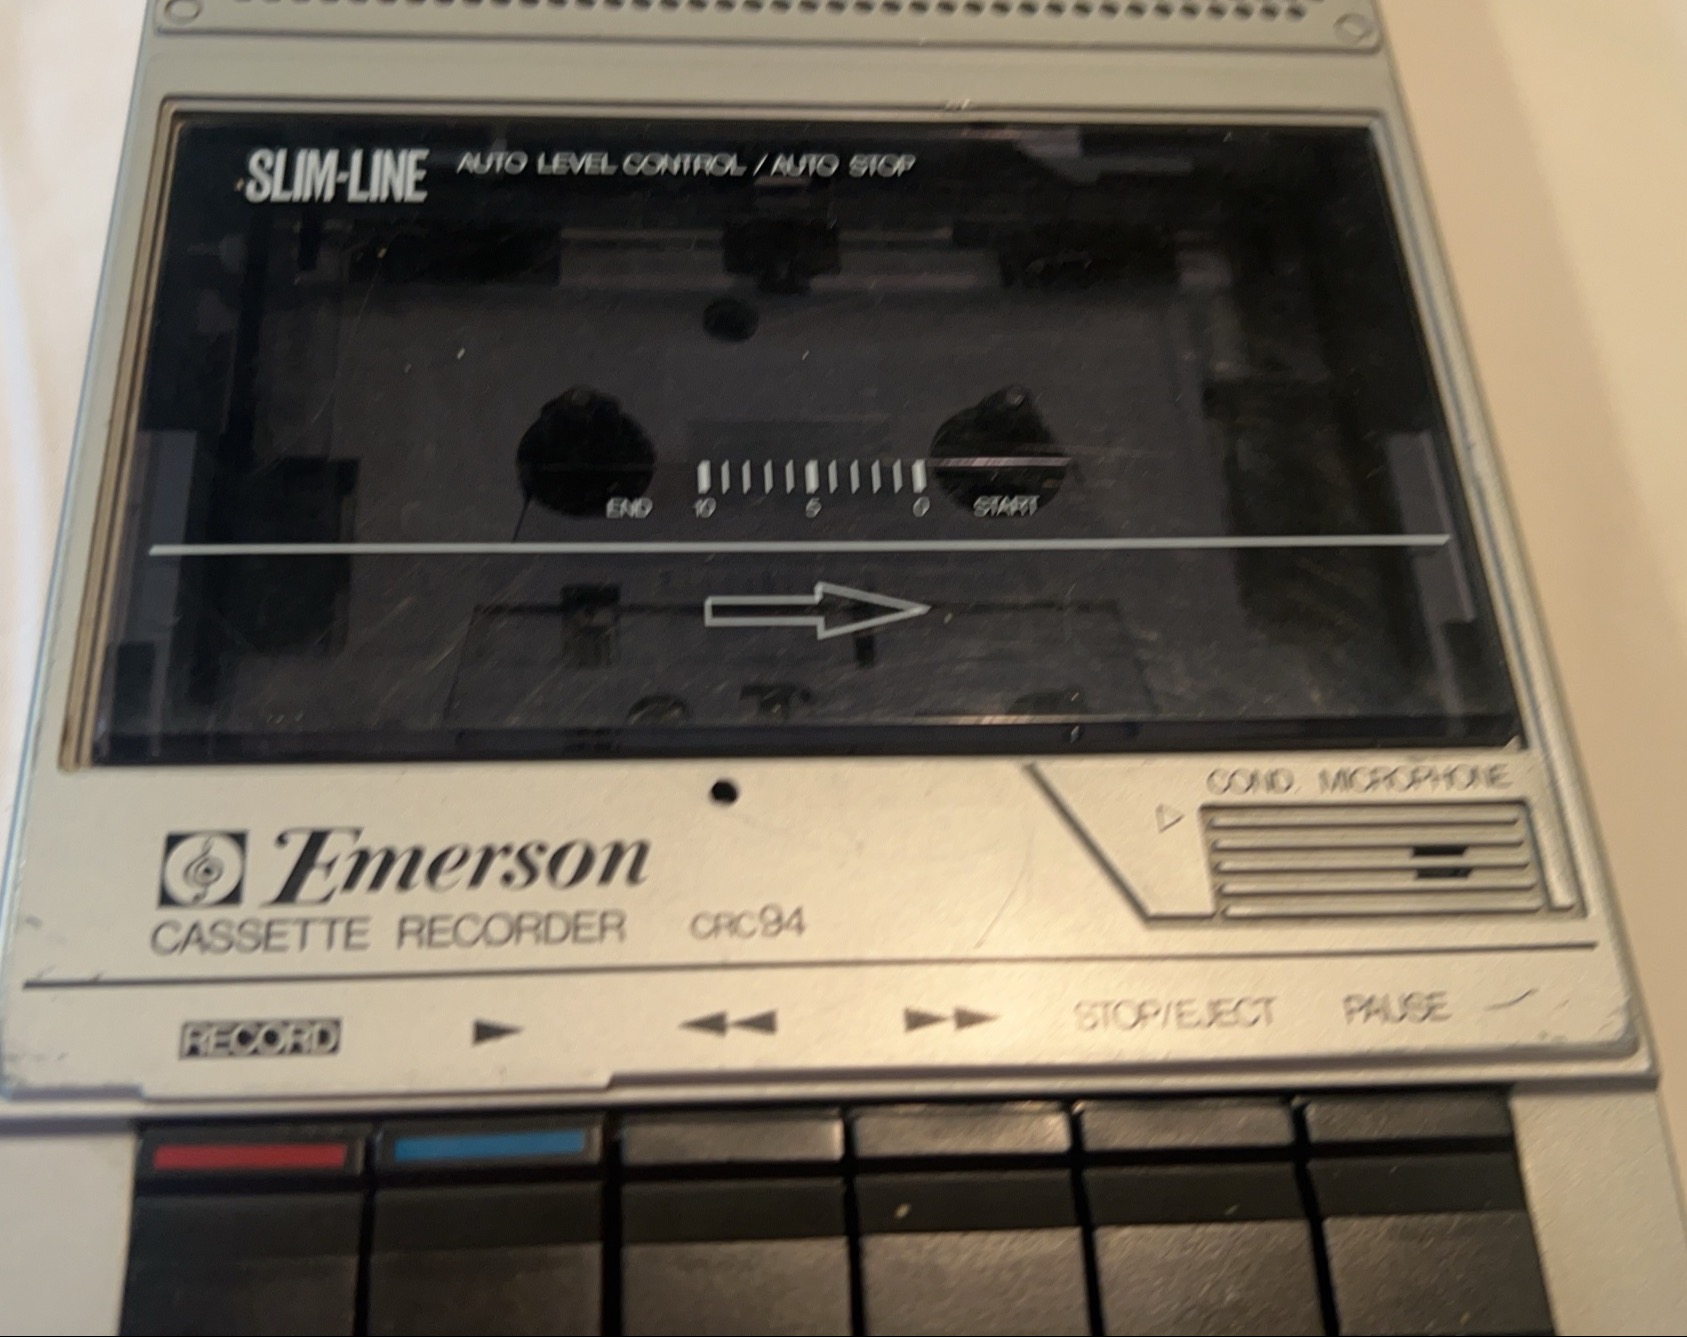 SLIM-LINE AUTO LEVEL CONTROL / AUTO STOP
END 10 5 0 START
COND. MICROPHONE
Emerson
CASSETTE RECORDER CRC94
RECORD STOP/EJECT PAUSE